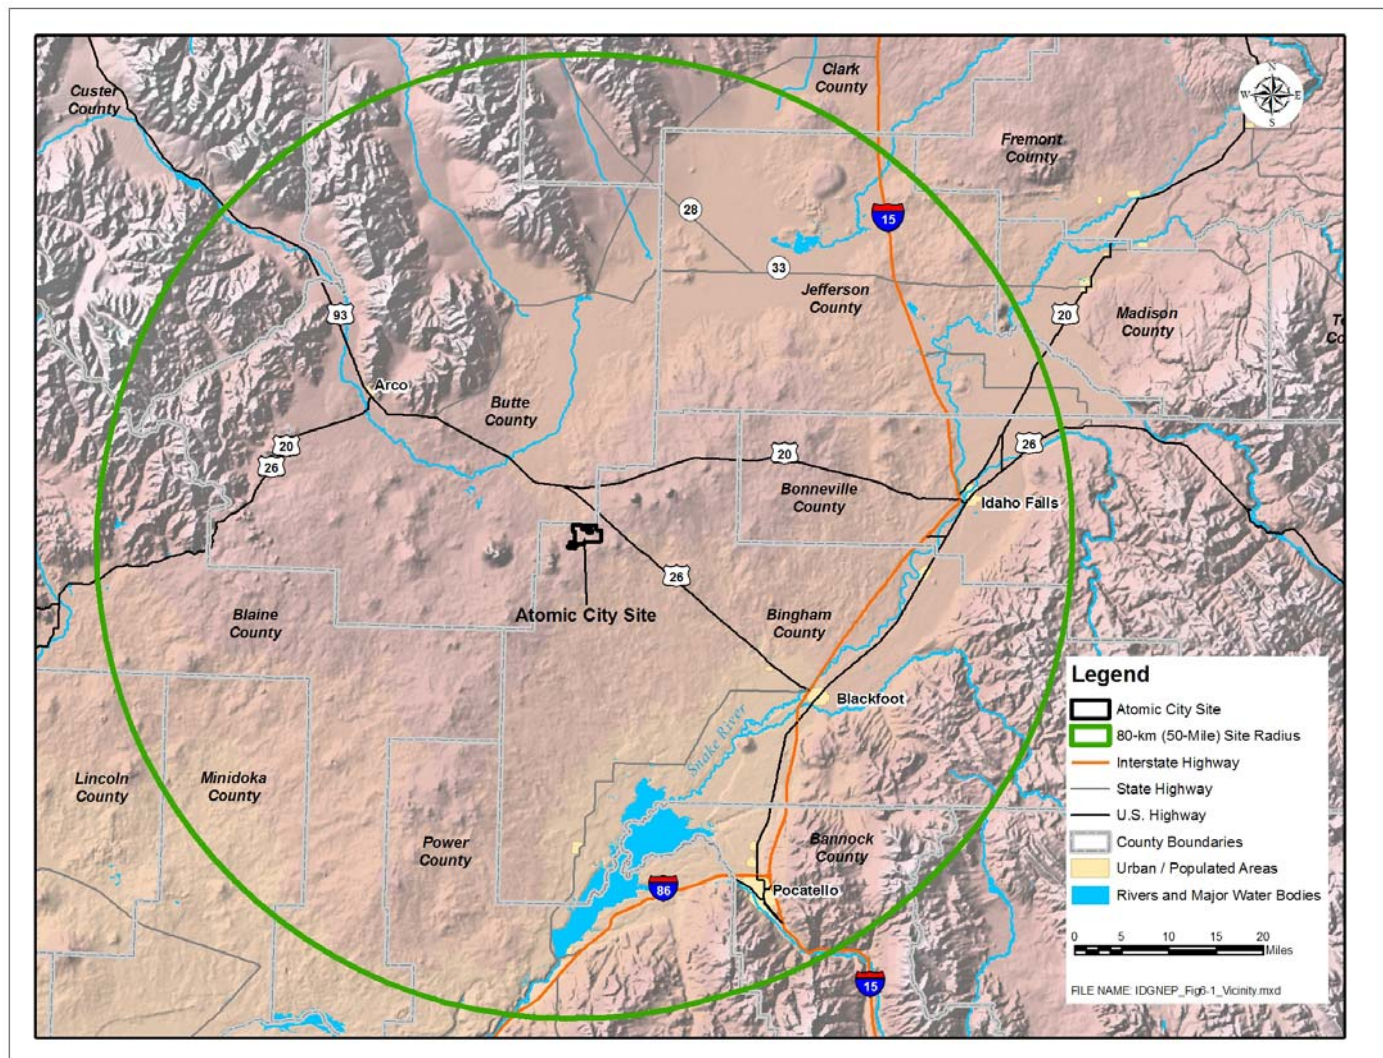 Custer
County
Clark
County
N
W
E
S
Fremont
County
28
15
33
Jefferson
County
93
20
Madison
County
Arco
Butte
County
20
26
20
26
Bonneville
County
Idaho Falls
26
Atomic City Site
Blaine
County
Bingham
County
Blackfoot
Snake River
Lincoln
County
Minidoka
County
Power
County
Bannock
County
86
Pocatello
15
Legend
Atomic City Site
80-km (50-Mile) Site Radius
Interstate Highway
State Highway
U.S. Highway
County Boundaries
Urban / Populated Areas
Rivers and Major Water Bodies
0 5 10 15 20
Miles
FILE NAME: IDGNEP_Fig6-1_Vicinity.mxd